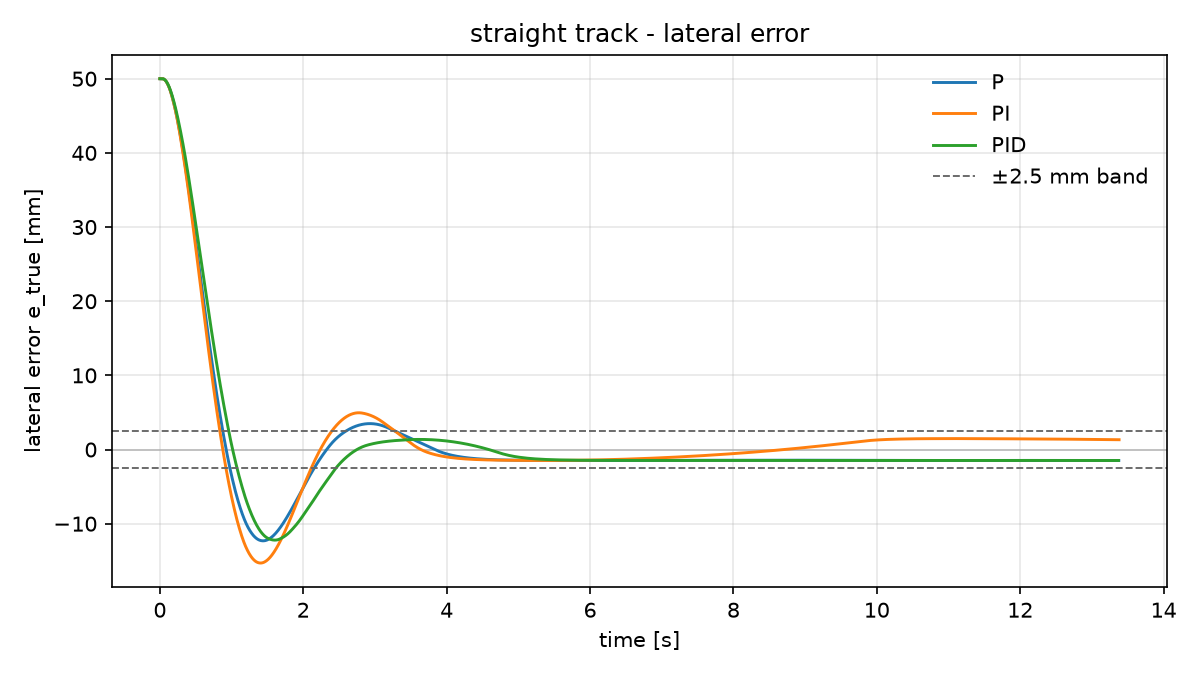 straight track - lateral error
P
PI
PID
±2.5 mm band
lateral error e_true [mm]
50
40
30
20
10
0
−10
0 2 4 6 8 10 12 14
time [s]